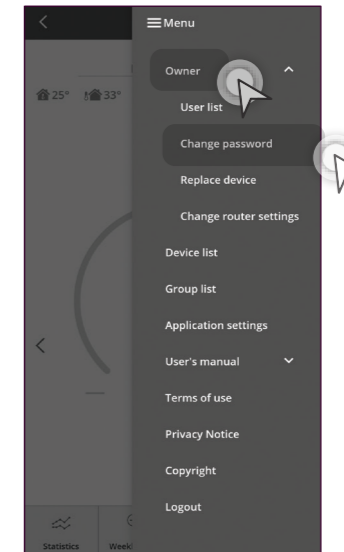 Menu
Owner
25° 33°
User list
Change password
Replace device
Change router settings
Device list
Group list
Application settings
User's manual
Terms of use
Privacy Notice
Copyright
Logout
Statistics Week